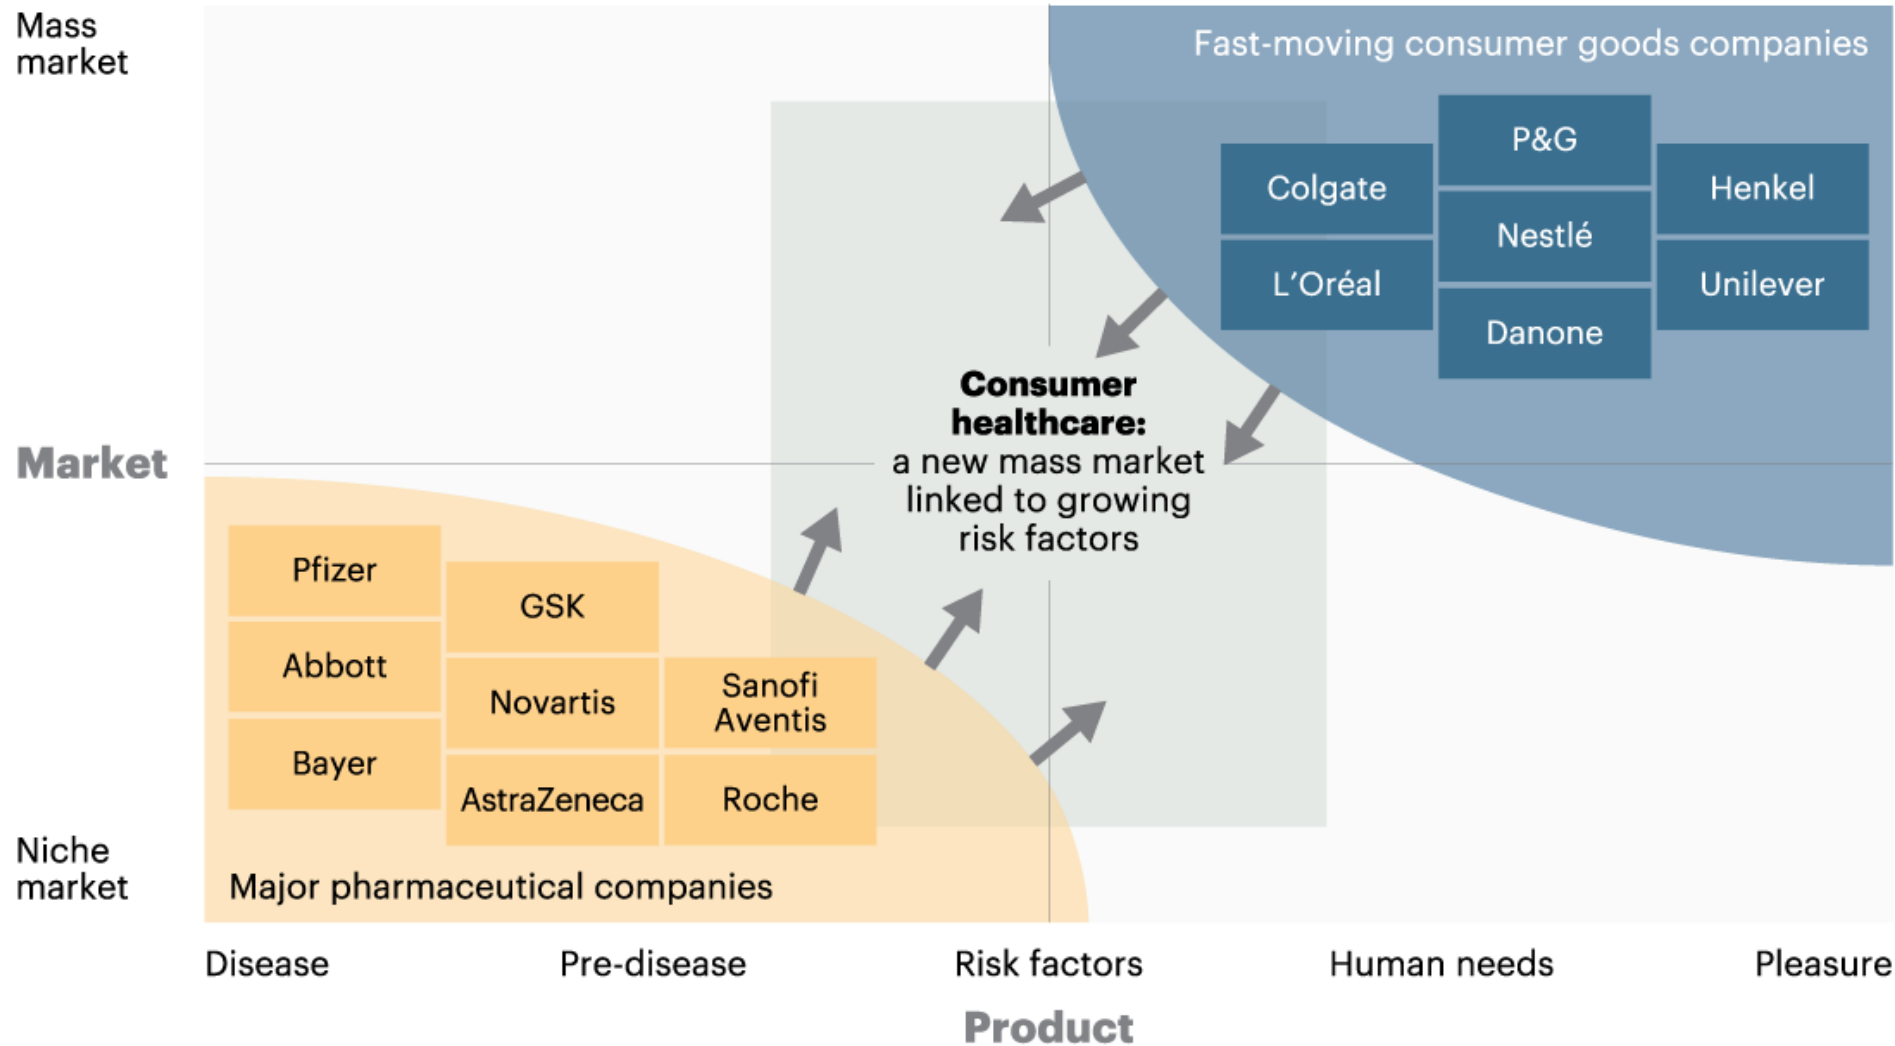 Mass
market
Fast-moving consumer goods companies
P&G
Colgate
Henkel
Nestlé
L’Oréal
Unilever
Danone
Consumer
healthcare:
a new mass market
linked to growing
risk factors
Market
Pfizer
GSK
Abbott
Novartis
Sanofi
Aventis
Bayer
AstraZeneca
Roche
Major pharmaceutical companies
Niche
market
Disease
Pre-disease
Risk factors
Human needs
Pleasure
Product